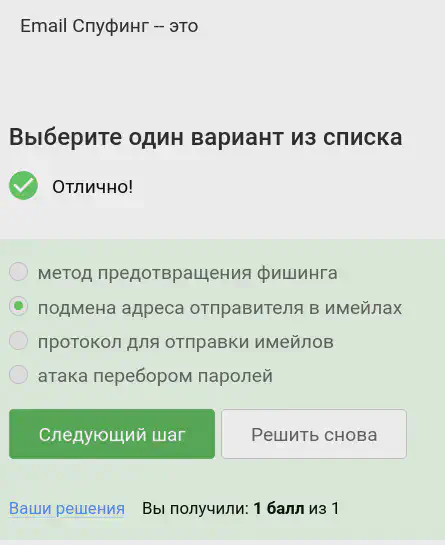 Email Спуфинг -- это
Выберите один вариант из списка
Отлично!
метод предотвращения фишинга
подмена адреса отправителя в имейлах
протокол для отправки имейлов
атака перебором паролей
Следующий шаг Решить снова
Ваши решения Вы получили: 1 балл из 1